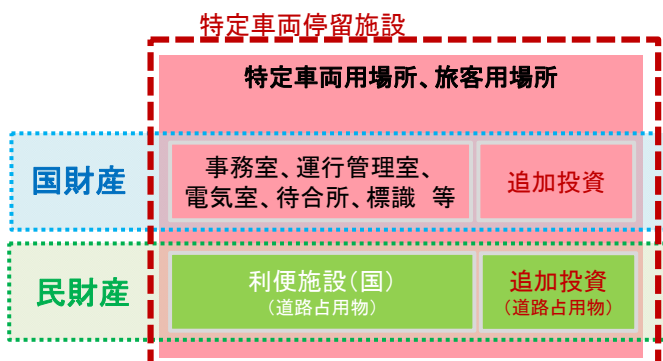 特定車両停留施設
特定車両用場所、旅客用場所
国財産
事務室、運行管理室、
電気室、待合所、標識 等
追加投資
民財産
利便施設(国)
(道路占用物)
追加投資
(道路占用物)